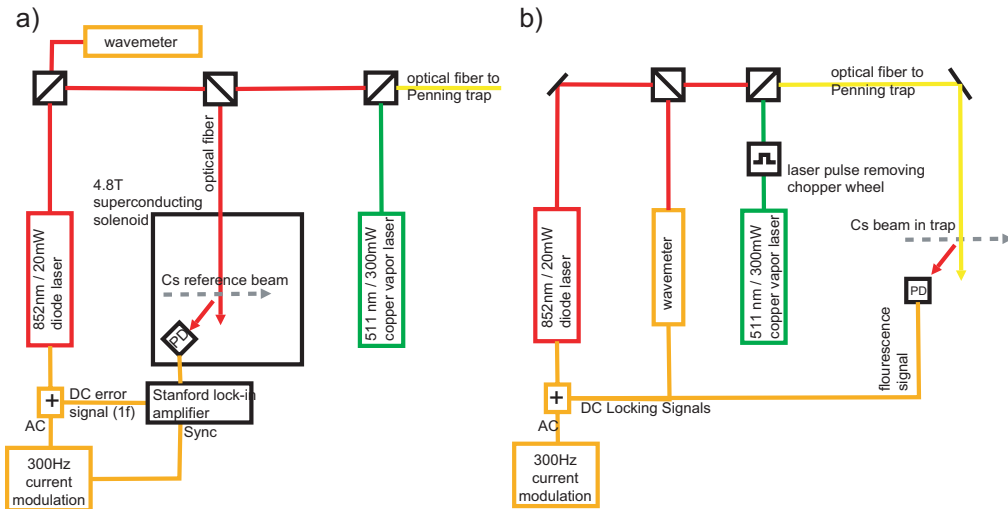 a)
wavemeter
optical fiber to
Penning trap
optical fiber
4.8T
superconducting
solenoid
852nm / 20mW
diode laser
511 nm / 300mW
copper vapor laser
Cs reference beam
PD
DC error
signal (1f)
Stanford lock-in
amplifier
+
AC
Sync
300Hz
current
modulation
b)
optical fiber to
Penning trap
laser pulse removing
chopper wheel
852nm / 20mW
diode laser
wavemeter
511 nm / 300mW
copper vapor laser
Cs beam in trap
PD
flourescence
signal
+
DC Locking Signals
AC
300Hz
current
modulation